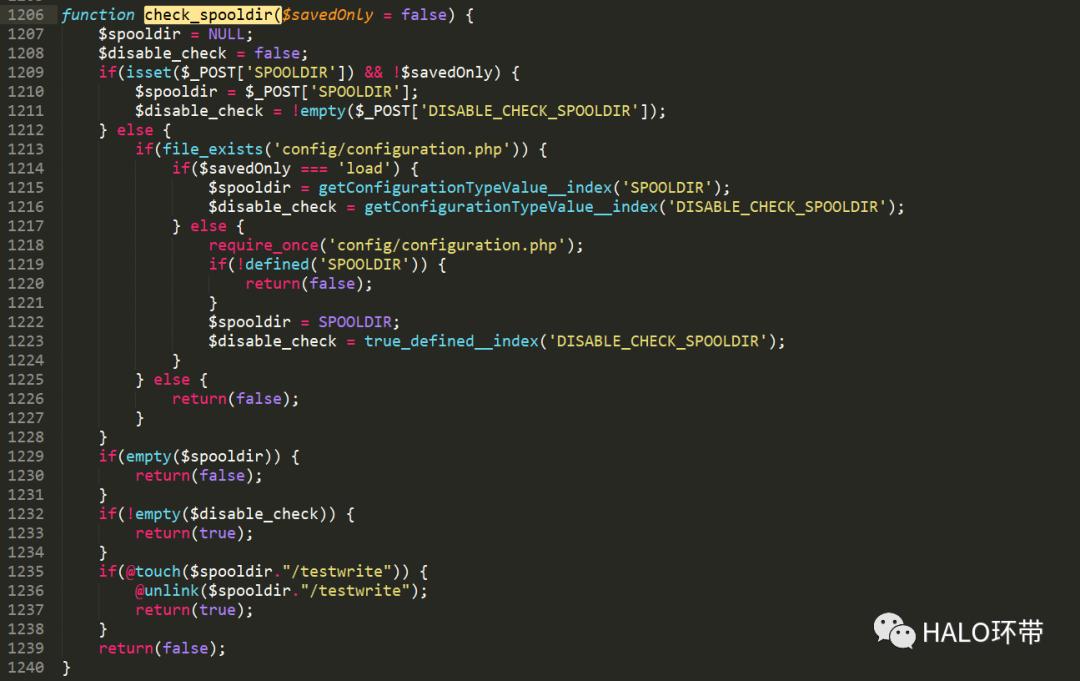 1206 function check_spooldir($savedOnly = false) {
1207     $spooldir = NULL;
1208     $disable_check = false;
1209     if(isset($_POST['SPOOLDIR']) && !$savedOnly) {
1210         $spooldir = $_POST['SPOOLDIR'];
1211         $disable_check = !empty($_POST['DISABLE_CHECK_SPOOLDIR']);
1212     } else {
1213         if(file_exists('config/configuration.php')) {
1214             if($savedOnly === 'load') {
1215                 $spooldir = getConfigurationTypeValue__index('SPOOLDIR');
1216                 $disable_check = getConfigurationTypeValue__index('DISABLE_CHECK_SPOOLDIR');
1217             } else {
1218                 require_once('config/configuration.php');
1219                 if(!defined('SPOOLDIR')) {
1220                     return(false);
1221                 }
1222                 $spooldir = SPOOLDIR;
1223                 $disable_check = true_defined__index('DISABLE_CHECK_SPOOLDIR');
1224             }
1225         } else {
1226             return(false);
1227         }
1228     }
1229     if(empty($spooldir)) {
1230         return(false);
1231     }
1232     if(!empty($disable_check)) {
1233         return(true);
1234     }
1235     if(@touch($spooldir."/testwrite")) {
1236         @unlink($spooldir."/testwrite");
1237         return(true);
1238     }
1239     return(false);
1240 }
HALO环带